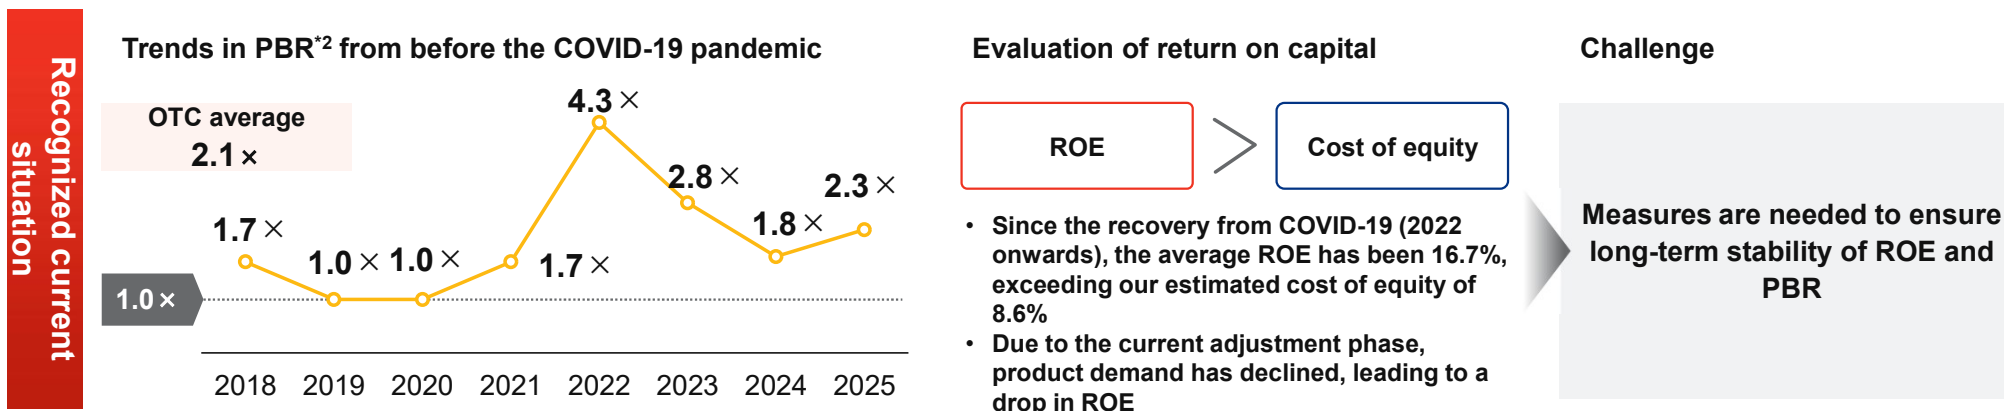 Recognized current
situation
Trends in PBR*2 from before the COVID-19 pandemic
OTC average
2.1 ×
4.3 ×
2.8 ×
2.3 ×
1.7 ×
1.8 ×
1.0 × 1.0 ×
1.7 ×
1.0 ×
2018 2019 2020 2021 2022 2023 2024 2025
Evaluation of return on capital
ROE
>
Cost of equity
• Since the recovery from COVID-19 (2022
onwards), the average ROE has been 16.7%,
exceeding our estimated cost of equity of
8.6%
• Due to the current adjustment phase,
product demand has declined, leading to a
drop in ROE
Challenge
Measures are needed to ensure
long-term stability of ROE and
PBR